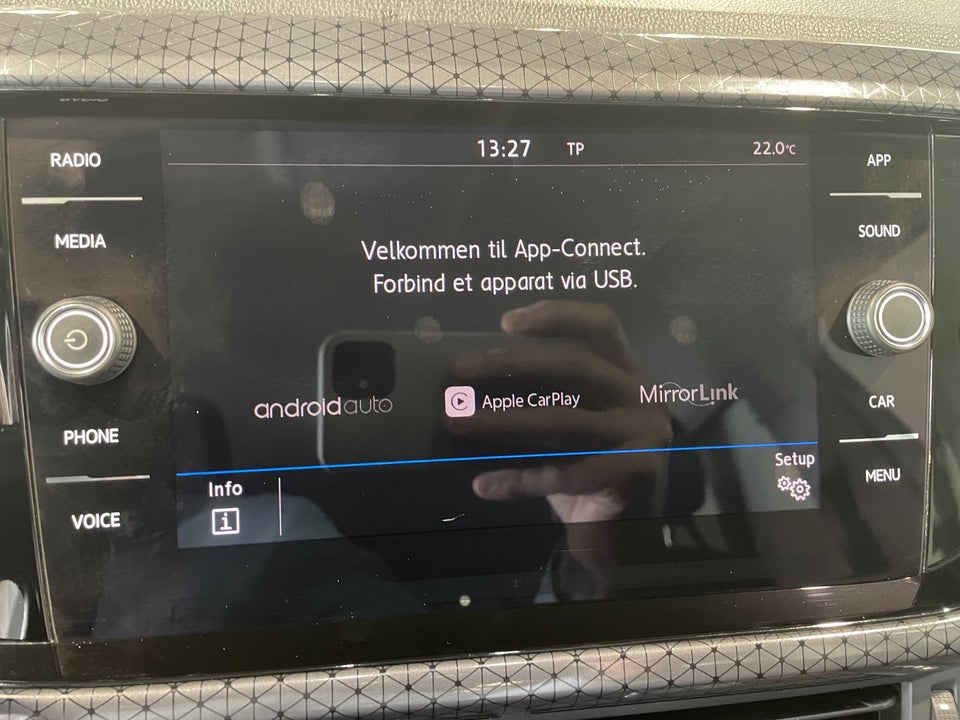 RADIO
MEDIA
PHONE
VOICE
13:27 TP 22.0°C
Velkommen til App-Connect.
Forbind et apparat via USB.
androidauto
Apple CarPlay
MirrorLink
Info
i
Setup
APP
SOUND
CAR
MENU